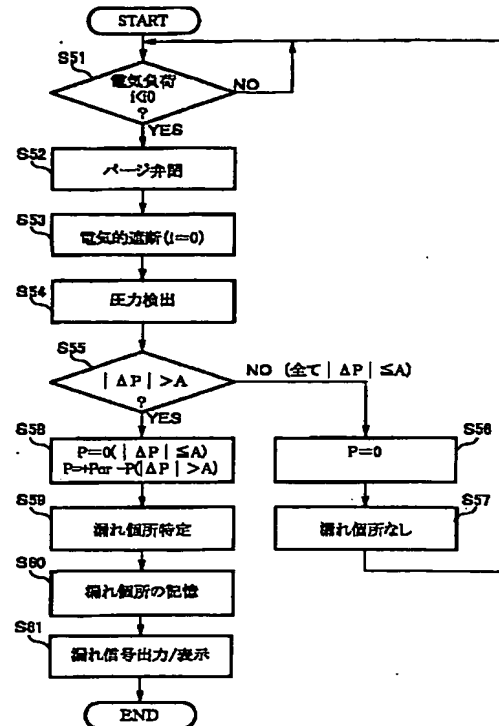 START
S51
電気負荷
i<i0
?
NO
YES
S52
パージ弁閉
S53
電気的遮断(i=0)
S54
圧力検出
S55
| ΔP | >A
?
NO (全て | ΔP | ≤A)
YES
S58
P=0( | ΔP | ≤A)
P=+Por −P(|ΔP | >A)
S56
P=0
S59
漏れ個所特定
S57
漏れ個所なし
S60
漏れ個所の記憶
S61
漏れ信号出力/表示
END